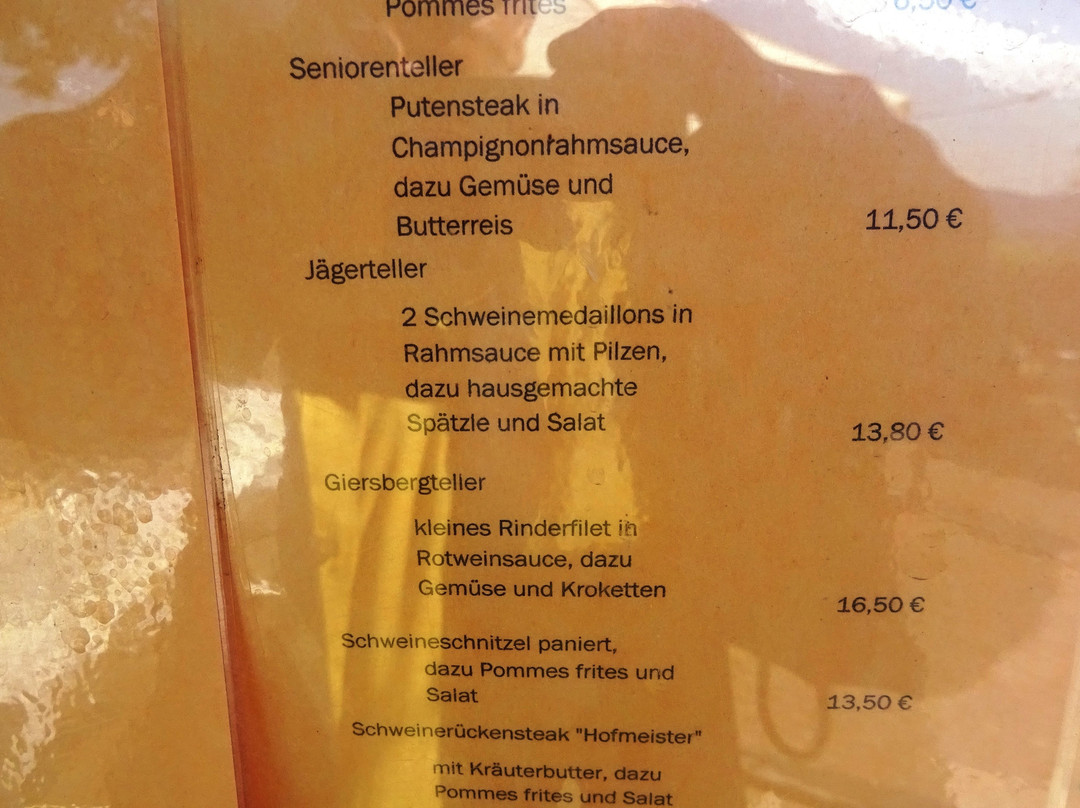 Pommes frites
Seniorenteller
Putensteak in
Champignonrahmsauce,
dazu Gemüse und
Butterreis 11,50 €
Jägerteller
2 Schweinemedaillons in
Rahmsauce mit Pilzen,
dazu hausgemachte
Spätzle und Salat 13,80 €
Giersbergteller
kleines Rinderfilet in
Rotweinsauce, dazu
Gemüse und Kroketten 16,50 €
Schweineschnitzel paniert,
dazu Pommes frites und
Salat 13,50 €
Schweinerückensteak "Hofmeister"
mit Kräuterbutter, dazu
Pommes frites und Salat